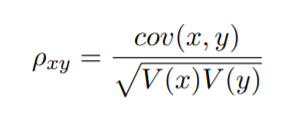 ρxy = cov(x, y) / √V(x)V(y)